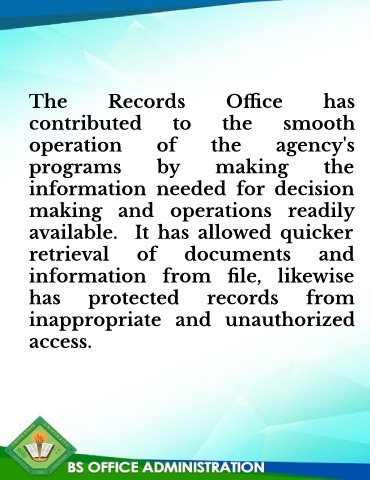 The Records Office has
contributed to the smooth
operation of the agency's
programs by making the
information needed for decision
making and operations readily
available. It has allowed quicker
retrieval of documents and
information from file, likewise
has protected records from
inappropriate and unauthorized
access.
BS OFFICE ADMINISTRATION